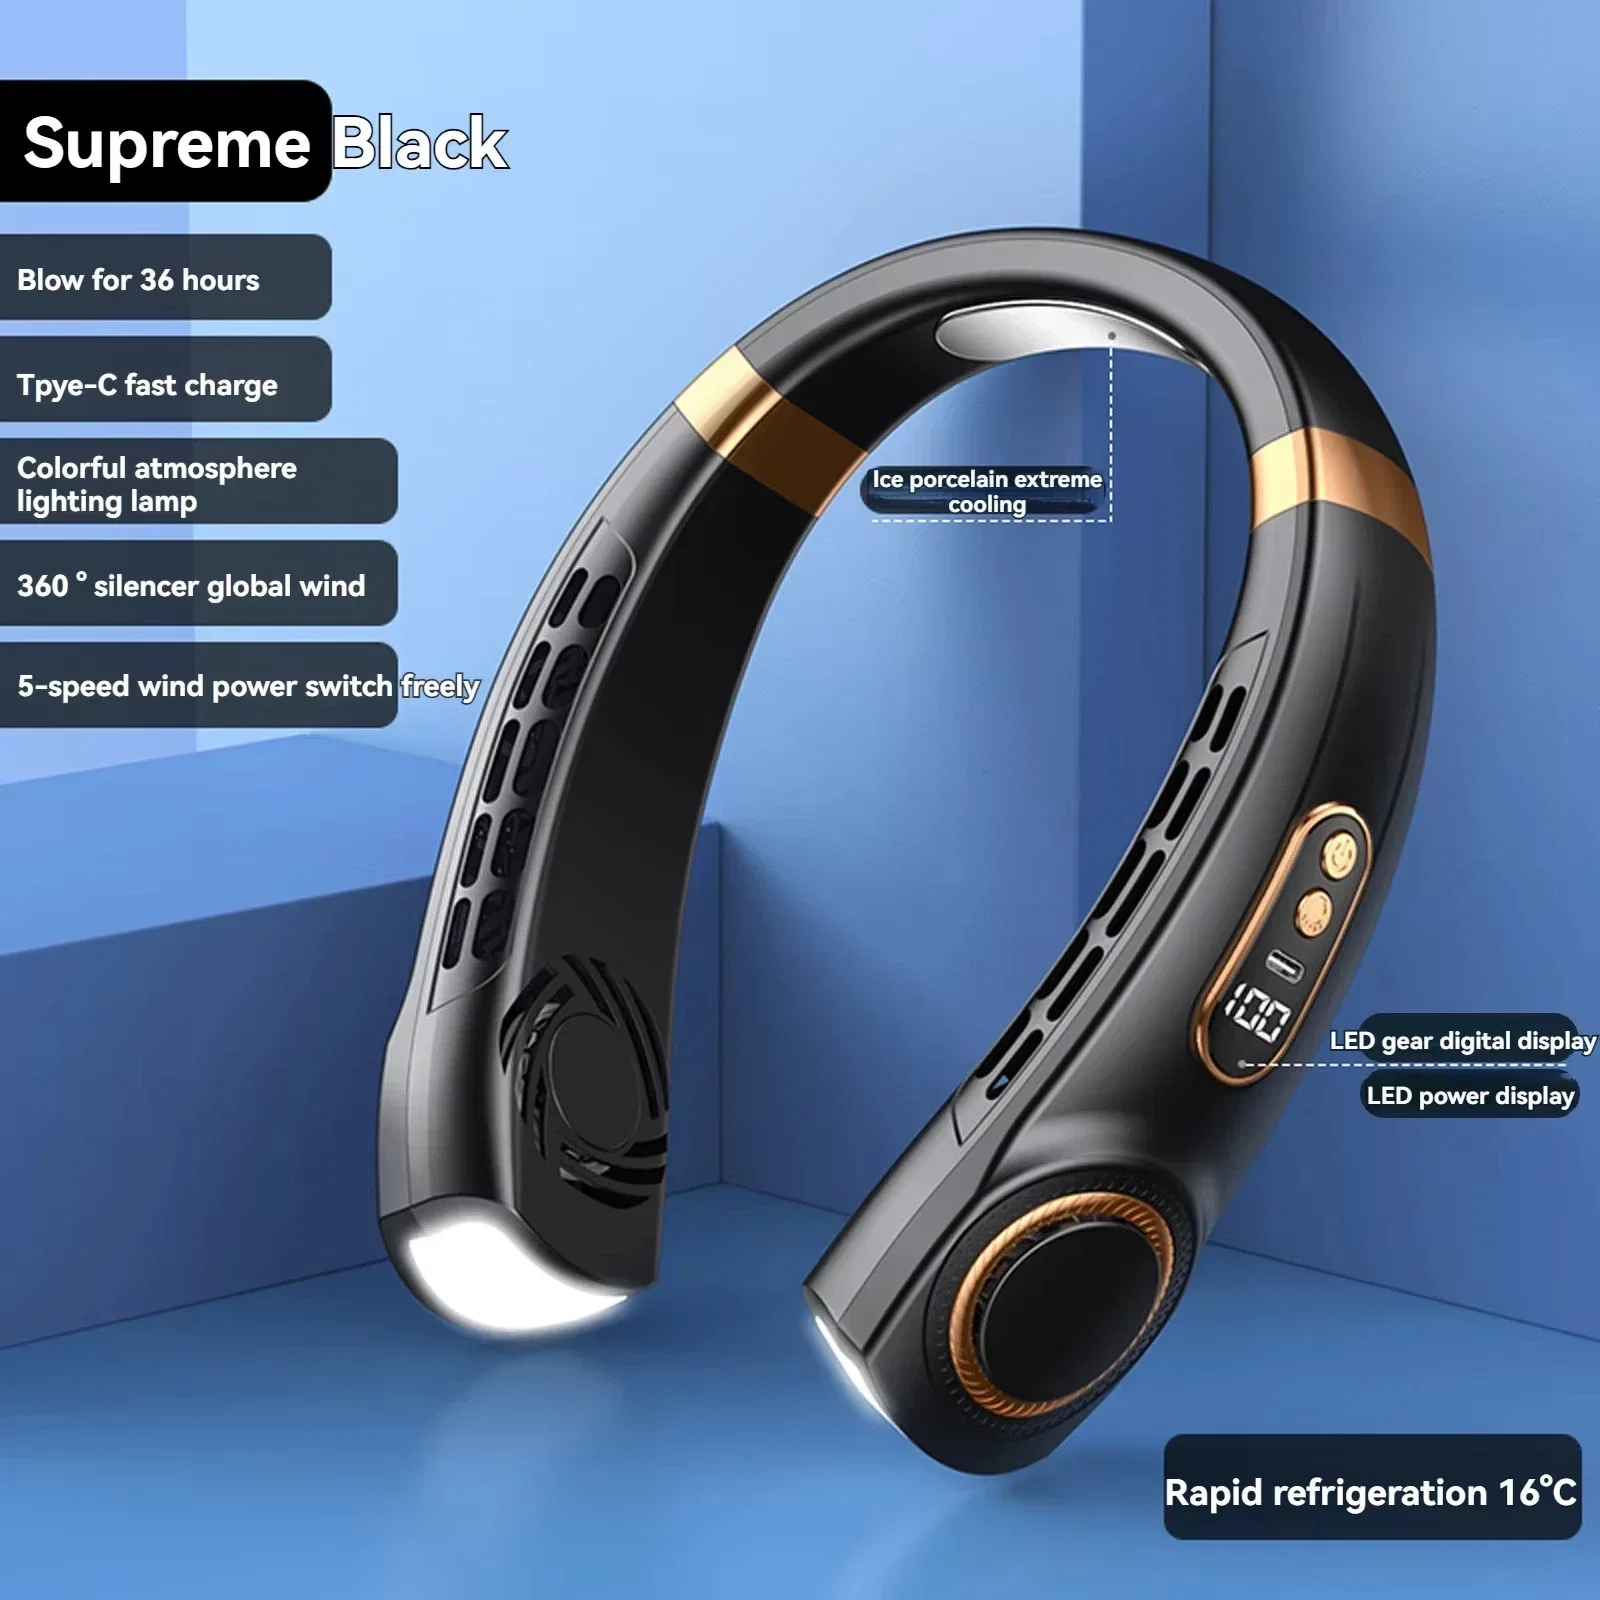 Supreme Black
Blow for 36 hours
Tpye-C fast charge
Colorful atmosphere
lighting lamp
360 ° silencer global wind
5-speed wind power switch freely
Ice porcelain extreme
cooling
100
LED gear digital display
LED power display
Rapid refrigeration 16°C